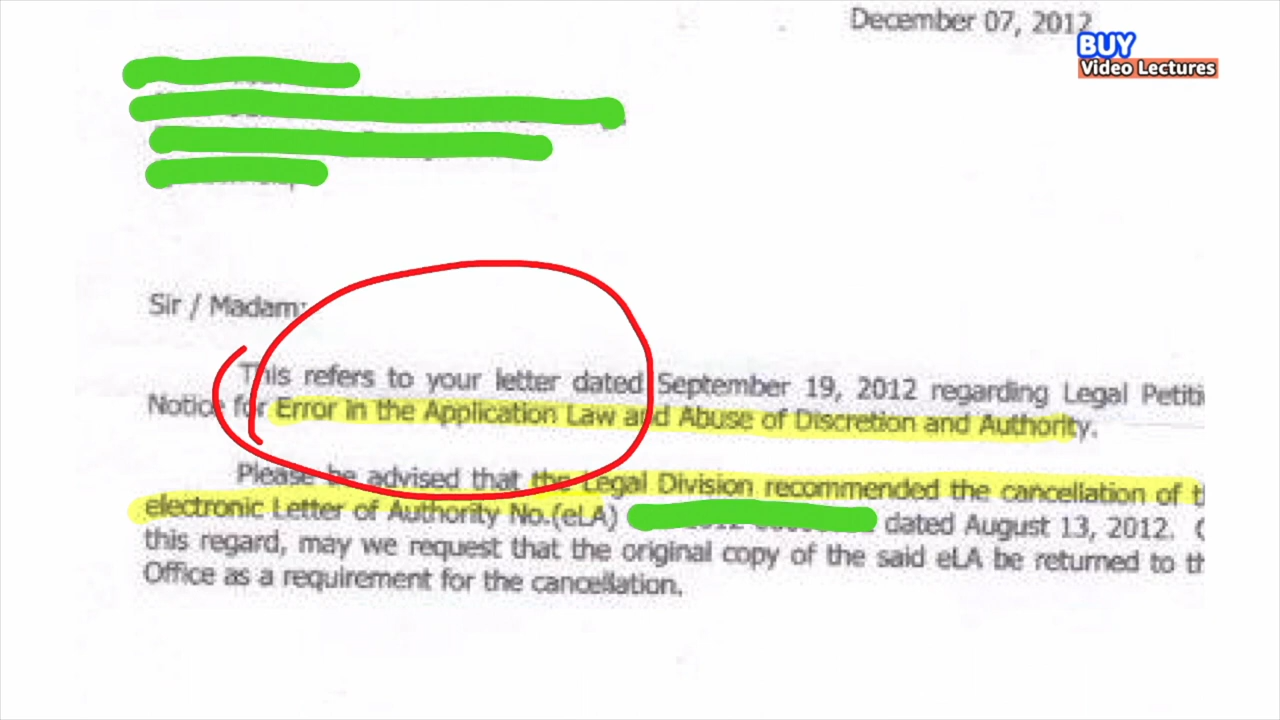 December 07, 2012
BUY
Video Lectures
Sir / Madam:
This refers to your letter dated September 19, 2012 regarding Legal Petiti
Notice for Error in the Application Law and Abuse of Discretion and Authority.
Please be advised that the Legal Division recommended the cancellation of t
electronic Letter of Authority No.(eLA) dated August 13, 2012.
this regard, may we request that the original copy of the said eLA be returned to th
Office as a requirement for the cancellation.